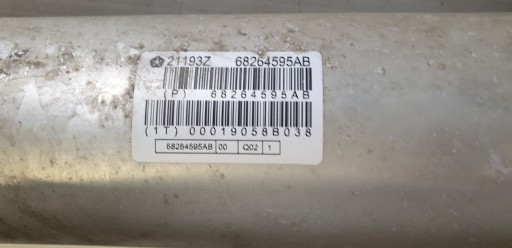 21193Z 68264595AB
(P) 68264595AB
(1T) 00019058B038
68264595AB 00 Q02 1